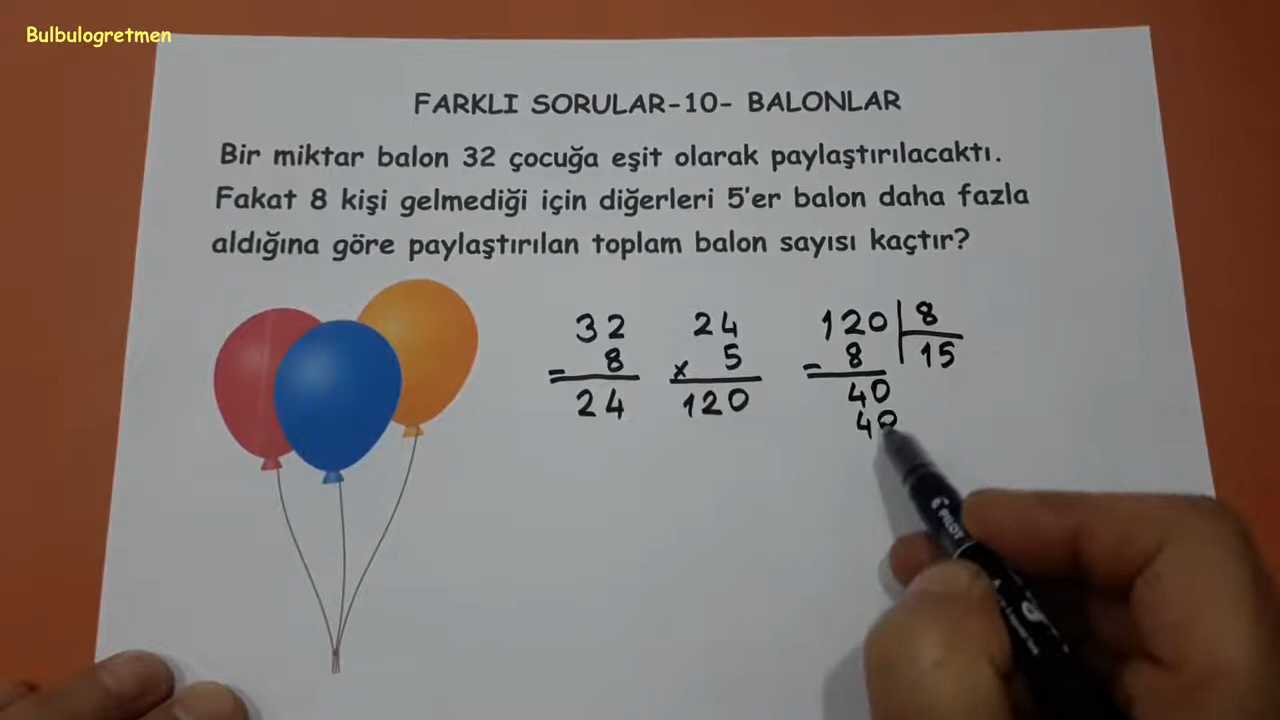 Bulbulogretmen
FARKLI SORULAR-10- BALONLAR
Bir miktar balon 32 çocuğa eşit olarak paylaştırılacaktı.
Fakat 8 kişi gelmediği için diğerleri 5'er balon daha fazla
aldığına göre paylaştırılan toplam balon sayısı kaçtır?
32
- 8
24
24
x 5
120
120 | 8
- 8 15
40
40
PILOT